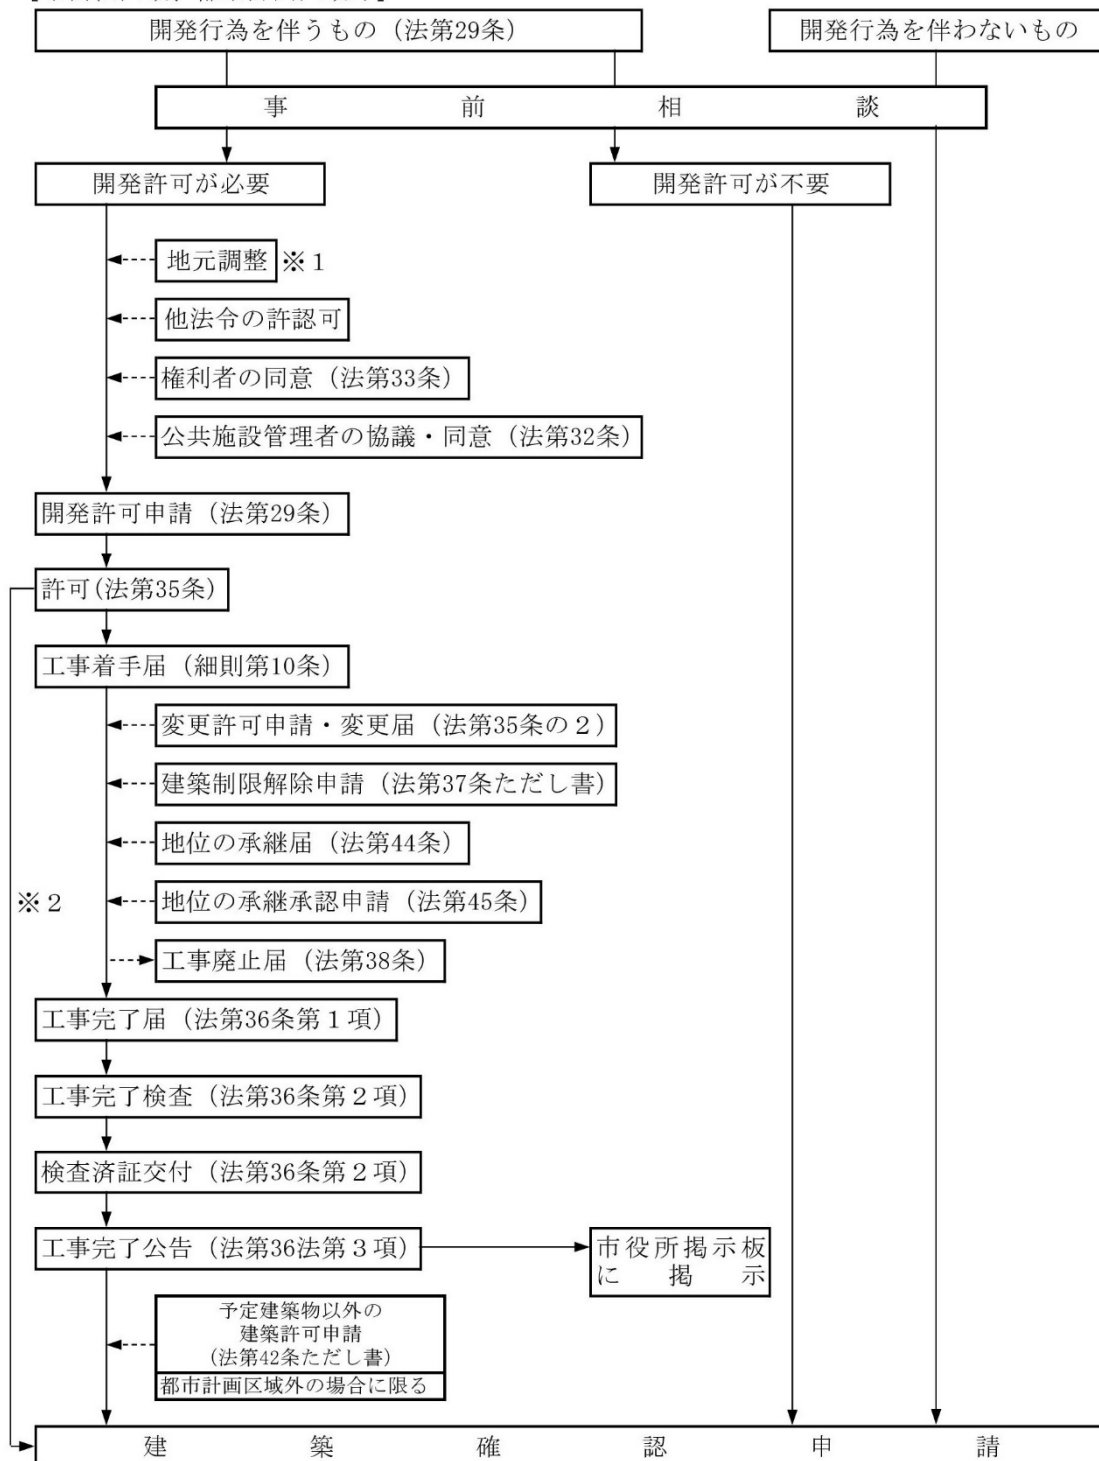 開発行為を伴うもの（法第29条）
開発行為を伴わないもの
事前相談
開発許可が必要
開発許可が不要
地元調整※１
他法令の許認可
権利者の同意（法第33条）
公共施設管理者の協議・同意（法第32条）
開発許可申請（法第29条）
許可(法第35条)
工事着手届（細則第10条）
変更許可申請・変更届（法第35条の２）
建築制限解除申請（法第37条ただし書）
地位の承継届（法第44条）
※２
地位の承継承認申請（法第45条）
工事廃止届（法第38条）
工事完了届（法第36条第１項）
工事完了検査（法第36条第２項）
検査済証交付（法第36条第２項）
工事完了公告（法第36法第３項）
市役所掲示板
に掲示
予定建築物以外の
建築許可申請
(法第42条ただし書)
都市計画区域外の場合に限る
建築確認申請